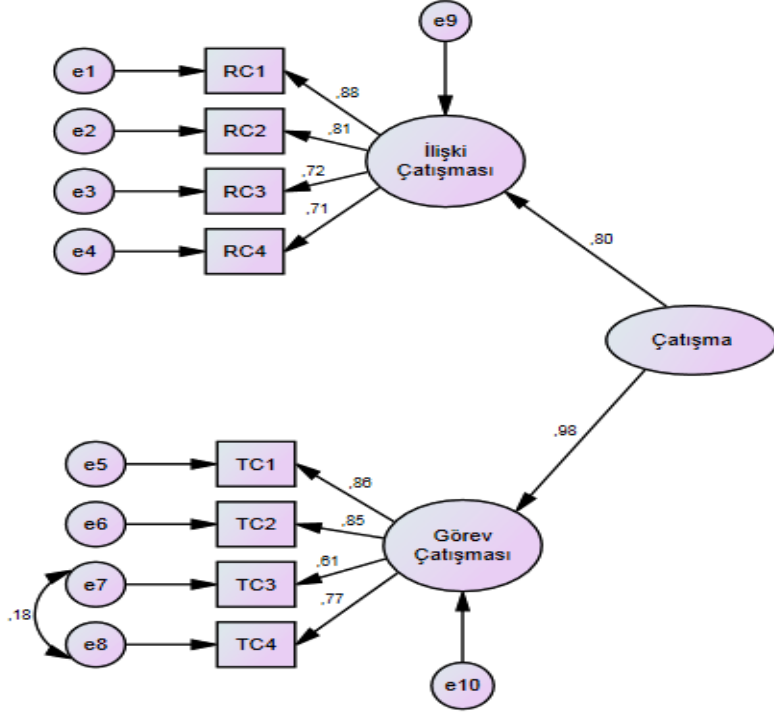 e9
e1
RC1
,88
e2
RC2
,81
İlişki
Çatışması
e3
RC3
,72
e4
RC4
,71
,80
Çatışma
,98
e5
TC1
,86
e6
TC2
,85
Görev
Çatışması
e7
TC3
,61
,18
e8
TC4
,77
e10